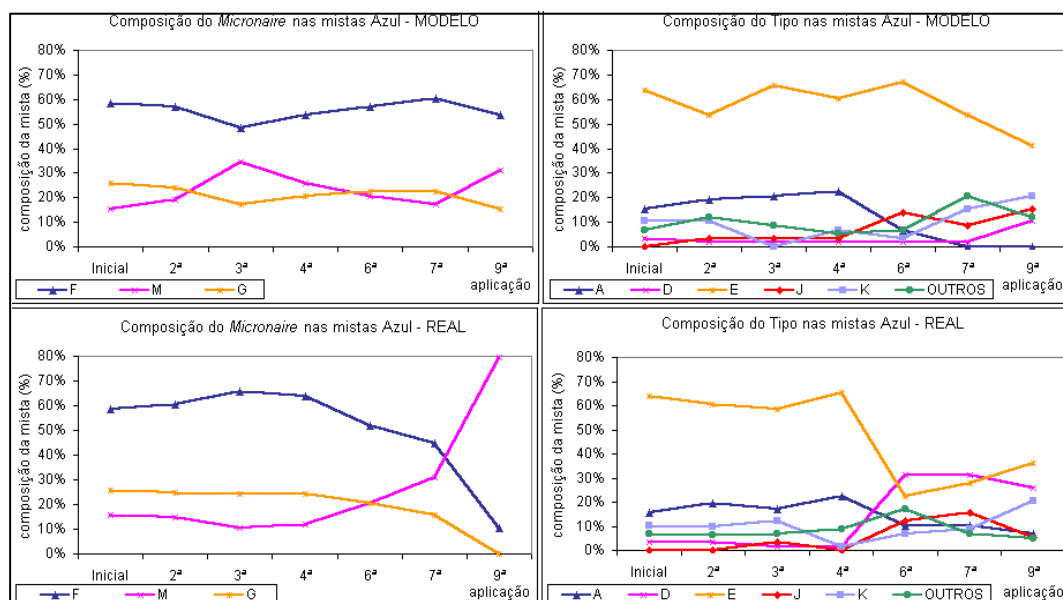 Composição do Micronaire nas mistas Azul - MODELO
composição da mista (%)
80%
70%
60%
50%
40%
30%
20%
10%
0%
Inicial 2ª 3ª 4ª 6ª 7ª 9ª
aplicação
F M G
Composição do Tipo nas mistas Azul - MODELO
composição da mista (%)
80%
70%
60%
50%
40%
30%
20%
10%
0%
Inicial 2ª 3ª 4ª 6ª 7ª 9ª
aplicação
A D E J K OUTROS
Composição do Micronaire nas mistas Azul - REAL
composição da mista (%)
80%
70%
60%
50%
40%
30%
20%
10%
0%
Inicial 2ª 3ª 4ª 6ª 7ª 9ª
aplicação
F M G
Composição do Tipo nas mistas Azul - REAL
composição da mista (%)
80%
70%
60%
50%
40%
30%
20%
10%
0%
Inicial 2ª 3ª 4ª 6ª 7ª 9ª
aplicação
A D E J K OUTROS